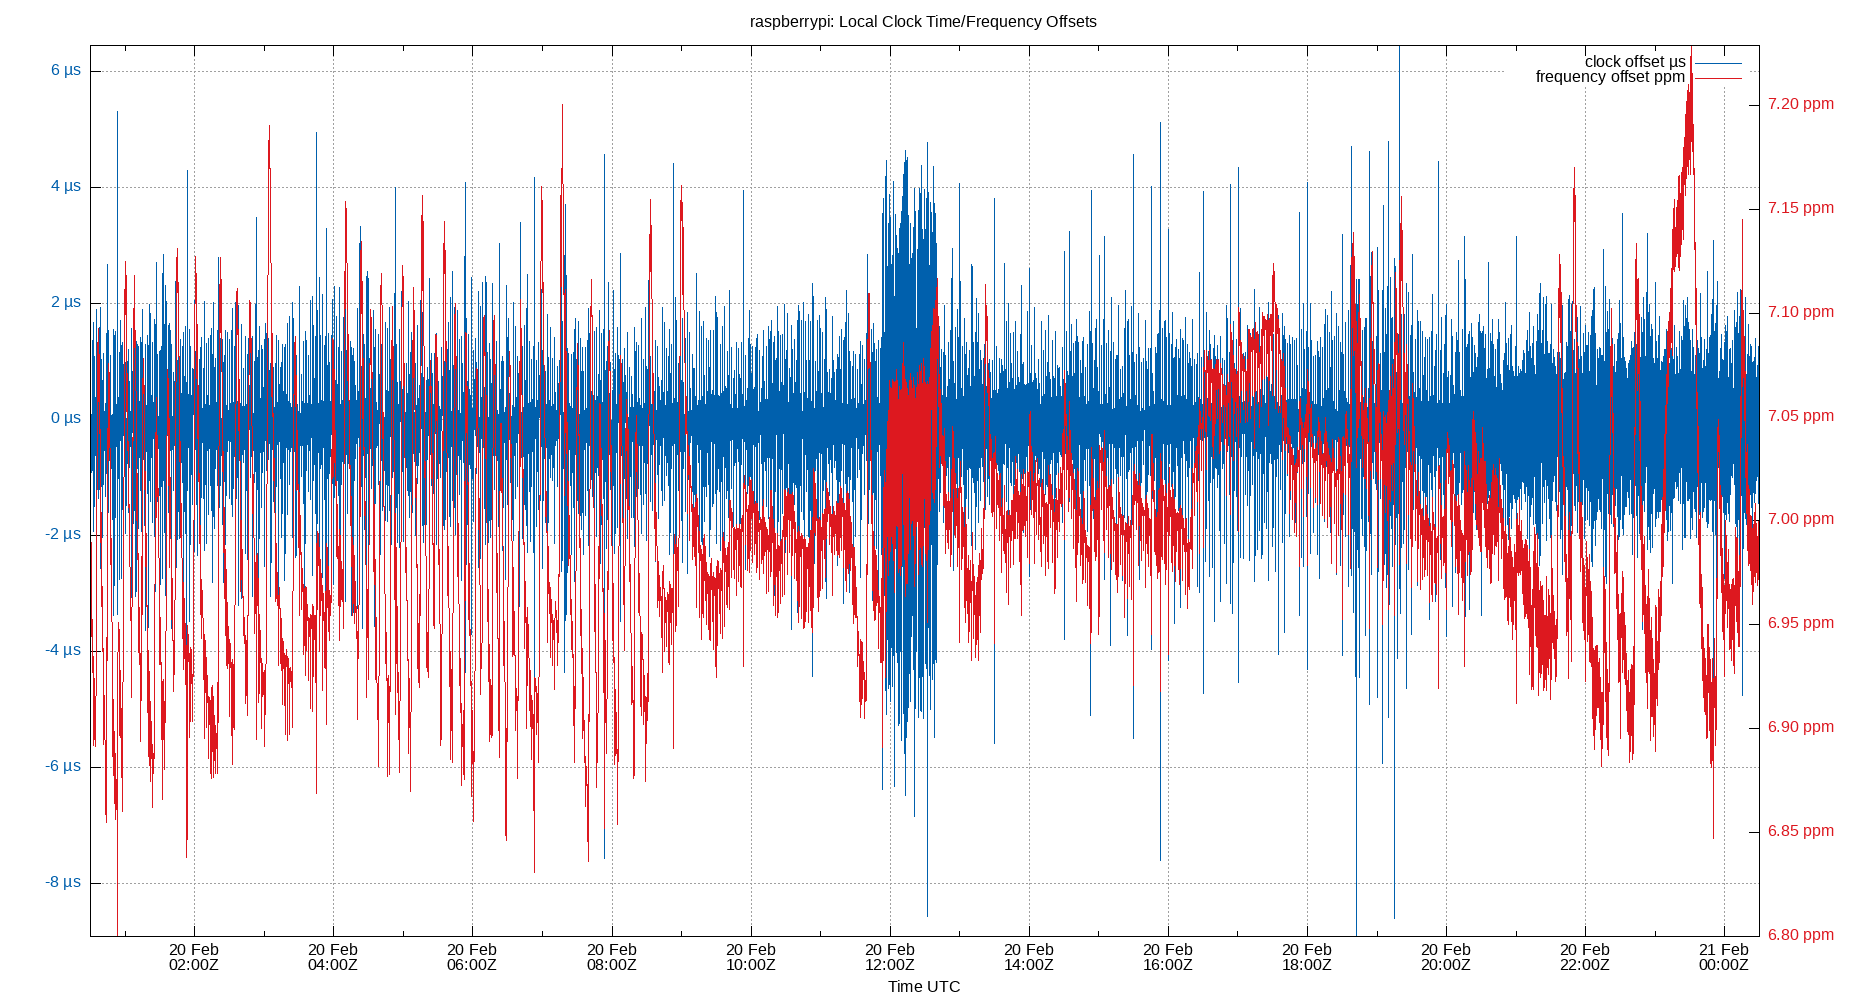 raspberrypi: Local Clock Time/Frequency Offsets
clock offset µs
frequency offset ppm
6 µs
4 µs
2 µs
0 µs
-2 µs
-4 µs
-6 µs
-8 µs
7.20 ppm
7.15 ppm
7.10 ppm
7.05 ppm
7.00 ppm
6.95 ppm
6.90 ppm
6.85 ppm
6.80 ppm
20 Feb 20 Feb 20 Feb 20 Feb 20 Feb 20 Feb 20 Feb 20 Feb 20 Feb 20 Feb 20 Feb 21 Feb
02:00Z 04:00Z 06:00Z 08:00Z 10:00Z 12:00Z 14:00Z 16:00Z 18:00Z 20:00Z 22:00Z 00:00Z
Time UTC